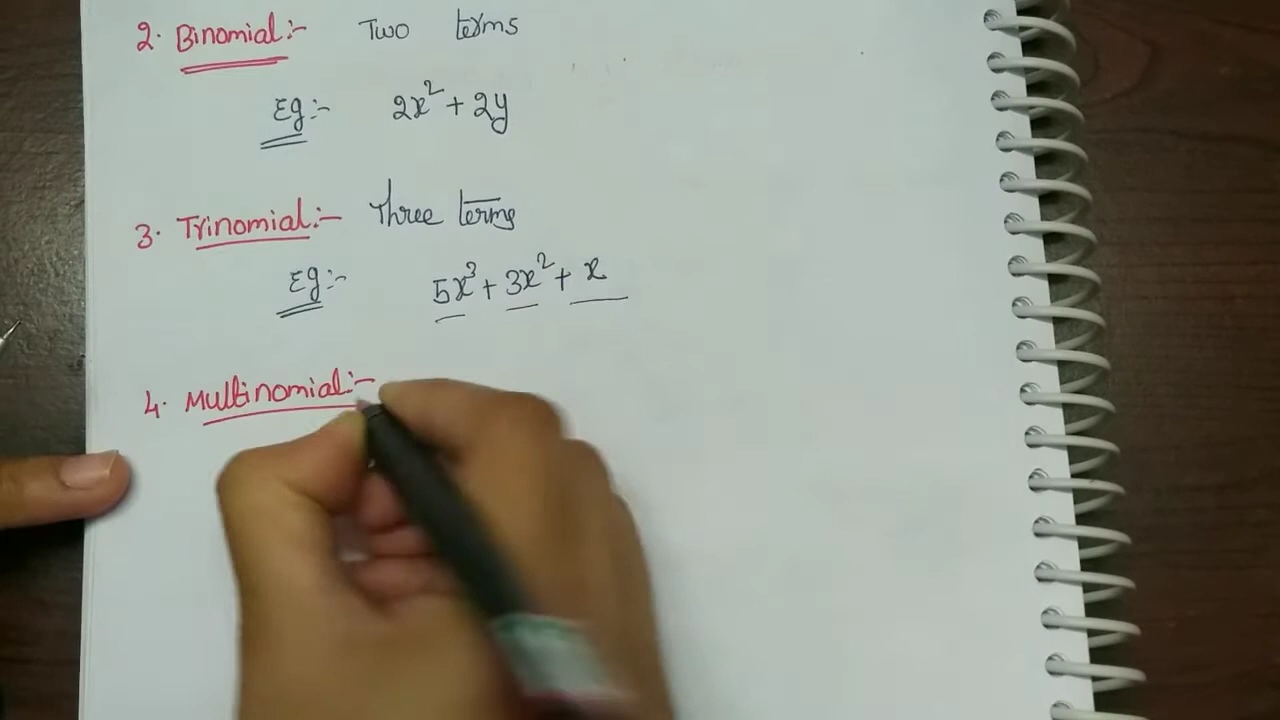 2. Binomial:- Two terms
Eg:- 2x² + 2y
3. Trinomial:- Three terms
Eg:- 5x³ + 3x² + x
4. Multinomial:-